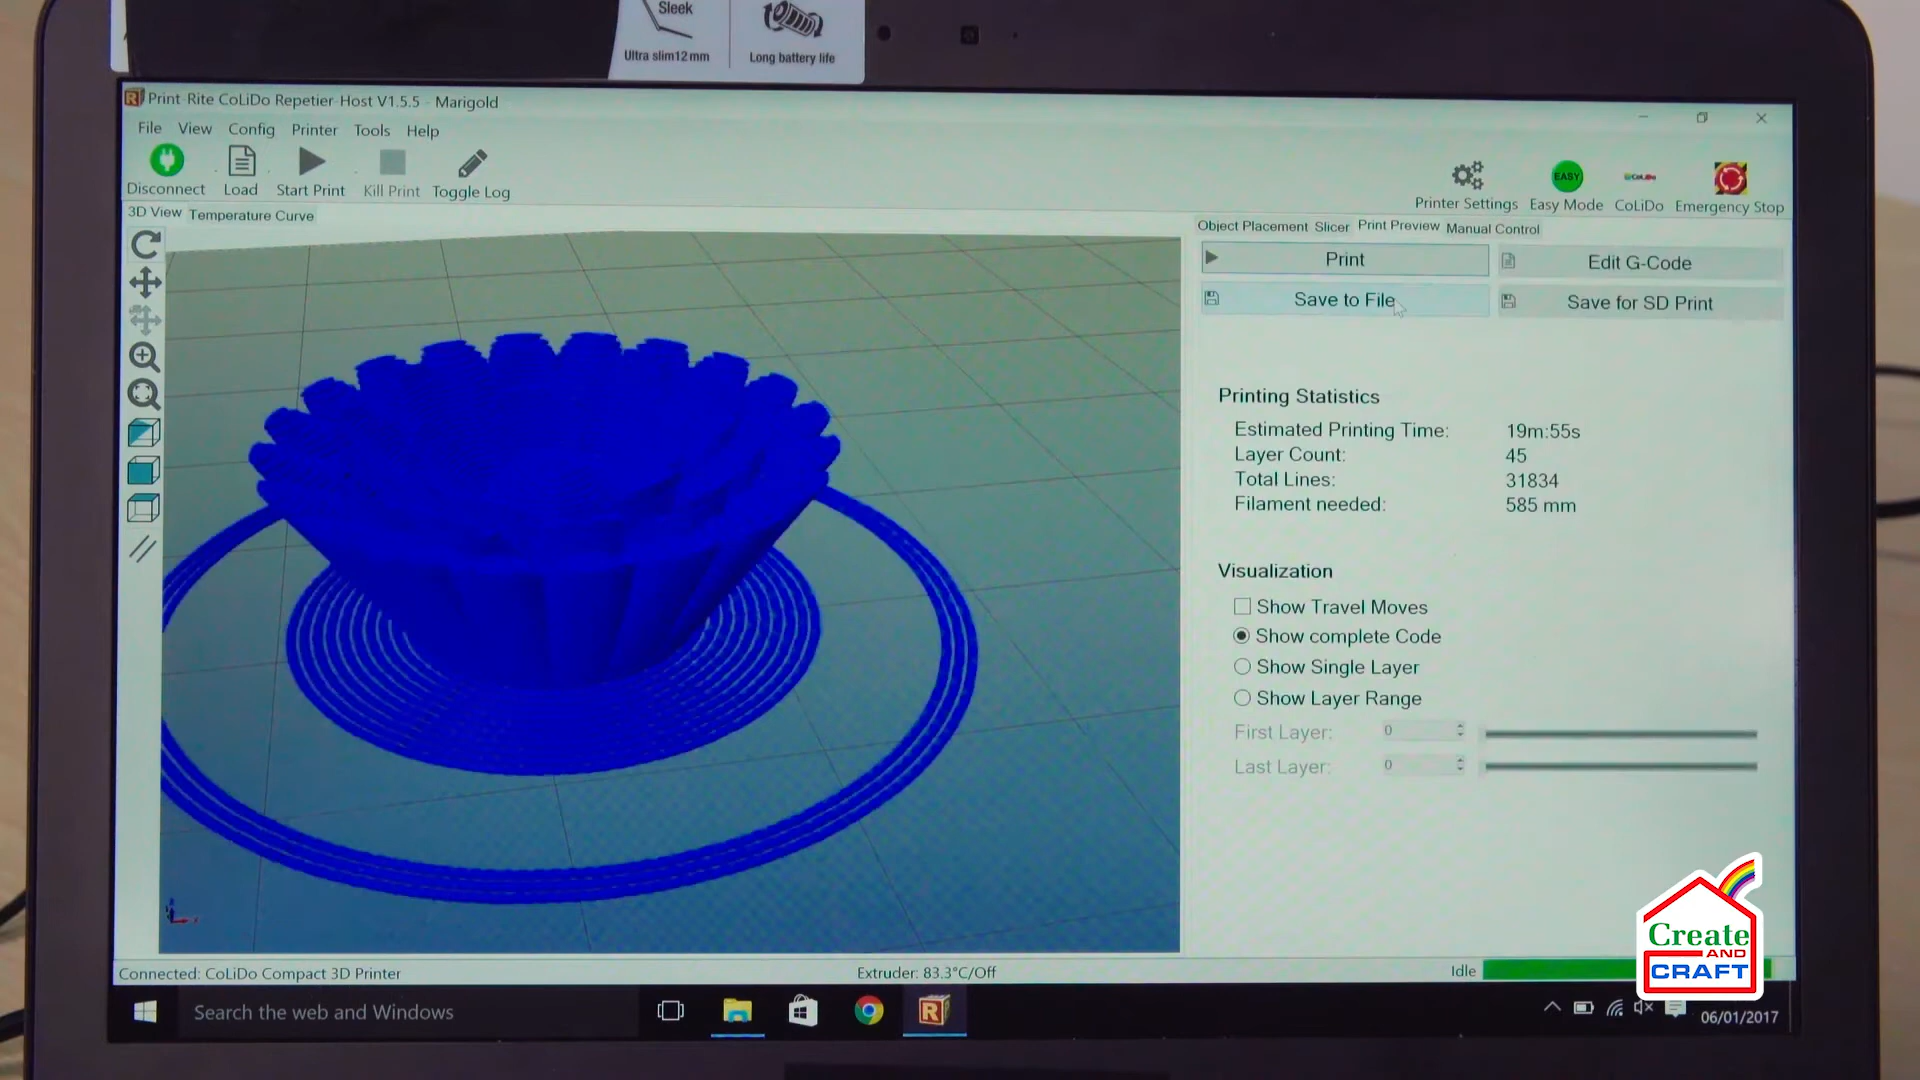 Sleek
Ultra slim12 mm
Long battery life
Print-Rite CoLiDo Repetier-Host V1.5.5 - Marigold
File View Config Printer Tools Help
Disconnect Load Start Print Kill Print Toggle Log
EASY
CoLiDo
Printer Settings Easy Mode CoLiDo Emergency Stop
3D View Temperature Curve
Object Placement Slicer Print Preview Manual Control
Print
Edit G-Code
Save to File
Save for SD Print
Printing Statistics
Estimated Printing Time: 19m:55s
Layer Count: 45
Total Lines: 31834
Filament needed: 585 mm
Visualization
Show Travel Moves
Show complete Code
Show Single Layer
Show Layer Range
First Layer: 0
Last Layer: 0
Create
AND
CRAFT
Connected: CoLiDo Compact 3D Printer
Extruder: 83.3°C/Off
Idle
Search the web and Windows
R
06/01/2017